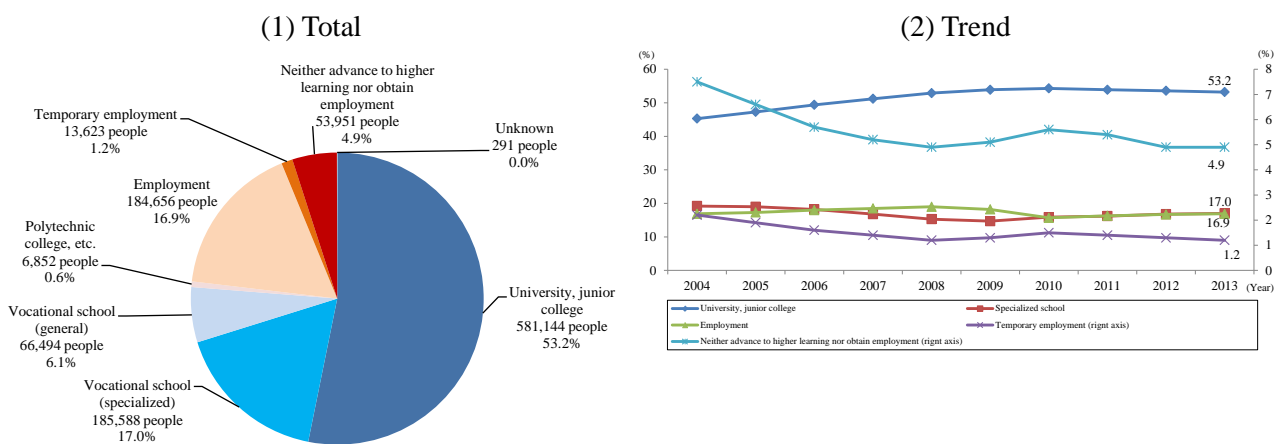 (1) Total
Neither advance to higher
learning nor obtain
employment
53,951 people
4.9%
Unknown
291 people
0.0%
Temporary employment
13,623 people
1.2%
Employment
184,656 people
16.9%
Polytechnic
college, etc.
6,852 people
0.6%
Vocational school
(general)
66,494 people
6.1%
Vocational school
(specialized)
185,588 people
17.0%
University, junior
college
581,144 people
53.2%
(2) Trend
(%)
(%)
60
50
40
30
20
10
0
8
7
6
5
4
3
2
1
0
53.2
4.9
17.0
16.9
1.2
2004 2005 2006 2007 2008 2009 2010 2011 2012 2013 (Year)
University, junior college
Specialized school
Employment
Temporary employment (rignt axis)
Neither advance to higher learning nor obtain employment (rignt axis)